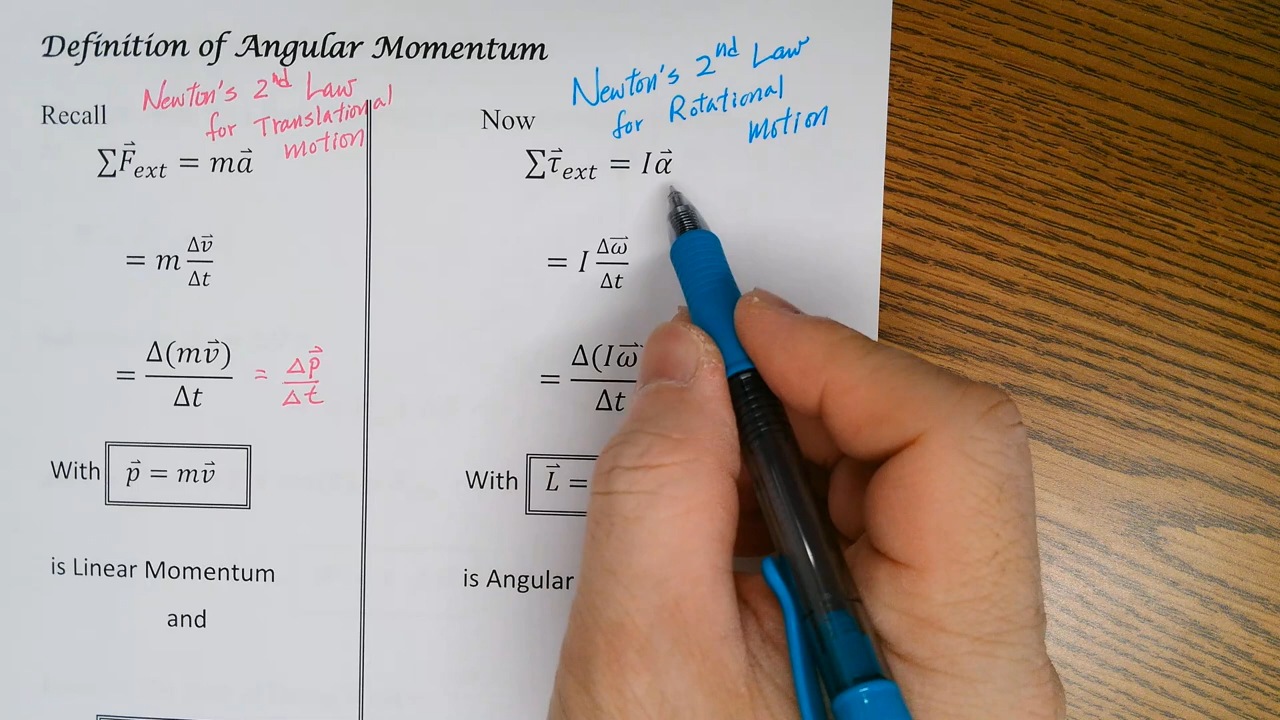 Definition of Angular Momentum
Recall
Newton's 2nd Law
for Translational
motion
∑F⃗ext = ma⃗
= m Δv⃗/Δt
= Δ(mv⃗)/Δt = Δp⃗/Δt
With p⃗ = mv⃗
is Linear Momentum
and
Now
Newton's 2nd Law
for Rotational
motion
∑τ⃗ext = Iα⃗
= I Δω⃗/Δt
= Δ(Iω⃗)/Δt
With L⃗ =
is Angular